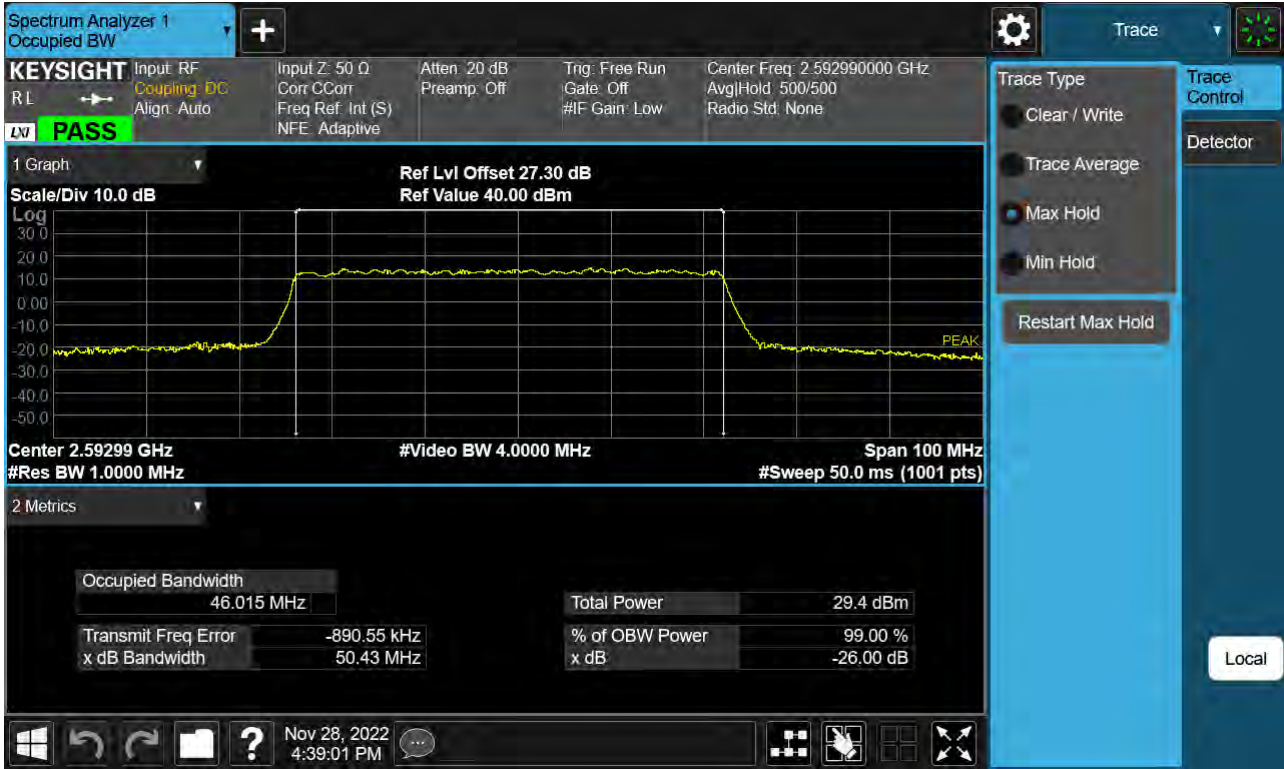 Spectrum Analyzer 1
Occupied BW
Trace
KEYSIGHT
R L
LXI
PASS
Input: RF
Coupling: DC
Align: Auto
Input Z: 50 Ω
Corr CCorr
Freq Ref: Int (S)
NFE: Adaptive
Atten: 20 dB
Preamp: Off
Trig: Free Run
Gate: Off
#IF Gain: Low
Center Freq: 2.592990000 GHz
Avg|Hold: 500/500
Radio Std: None
1 Graph
Scale/Div 10.0 dB
Ref Lvl Offset 27.30 dB
Ref Value 40.00 dBm
Log
30.0
20.0
10.0
0.00
-10.0
-20.0
-30.0
-40.0
-50.0
PEAK
Center 2.59299 GHz
#Res BW 1.0000 MHz
#Video BW 4.0000 MHz
Span 100 MHz
#Sweep 50.0 ms (1001 pts)
2 Metrics
Occupied Bandwidth
46.015 MHz
Transmit Freq Error -890.55 kHz
x dB Bandwidth 50.43 MHz
Total Power 29.4 dBm
% of OBW Power 99.00 %
x dB -26.00 dB
Trace Type
Clear / Write
Trace Average
Max Hold
Min Hold
Restart Max Hold
Trace
Control
Detector
Local
?
Nov 28, 2022
4:39:01 PM